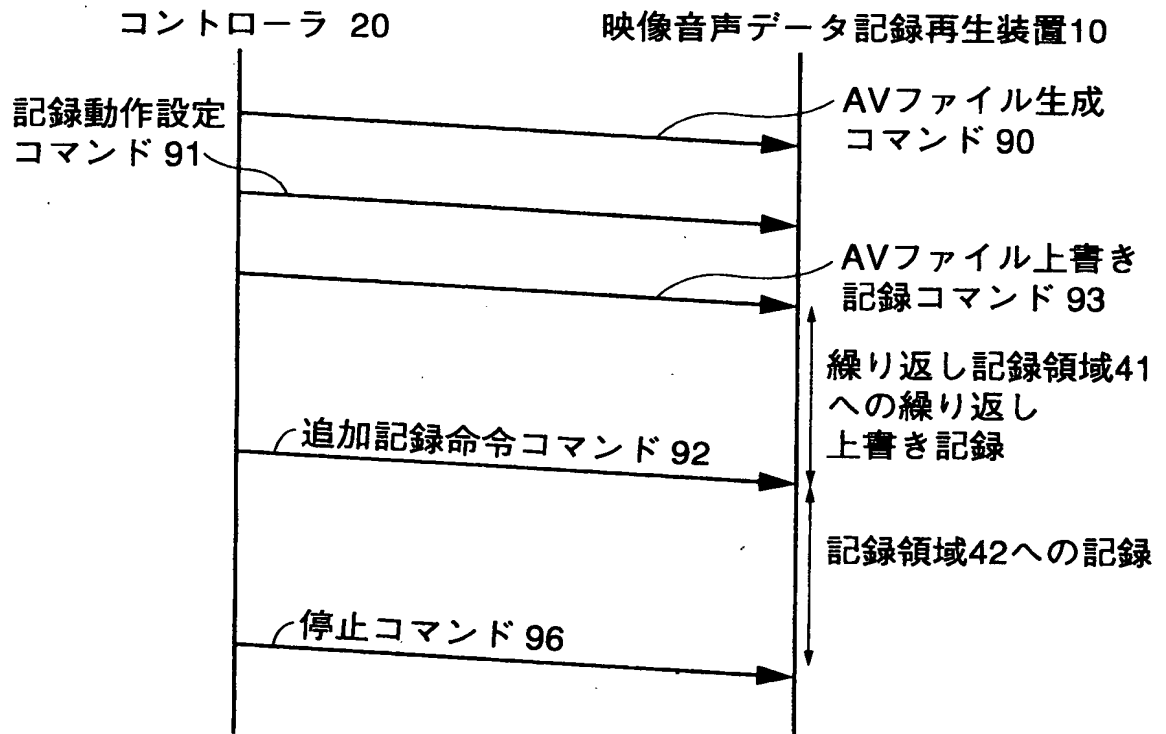 コントローラ 20
映像音声データ記録再生装置10
AVファイル生成
コマンド 90
記録動作設定
コマンド 91
AVファイル上書き
記録コマンド 93
繰り返し記録領域41
への繰り返し
上書き記録
追加記録命令コマンド 92
記録領域42への記録
停止コマンド 96